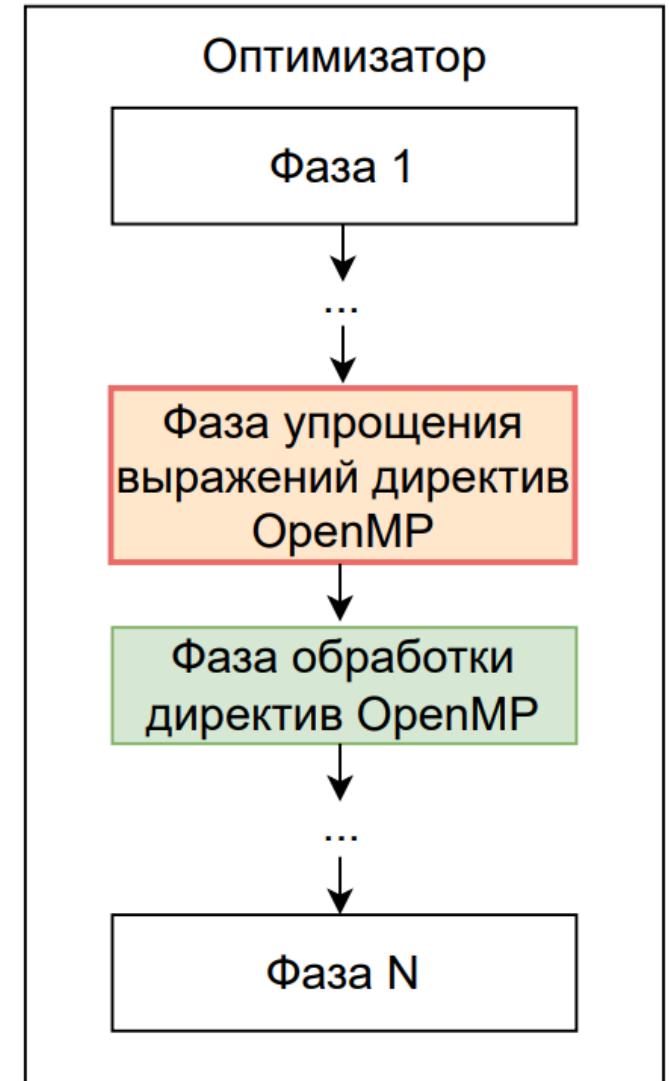 Оптимизатор
Фаза 1
...
Фаза упрощения
выражений директив
OpenMP
Фаза обработки
директив OpenMP
...
Фаза N